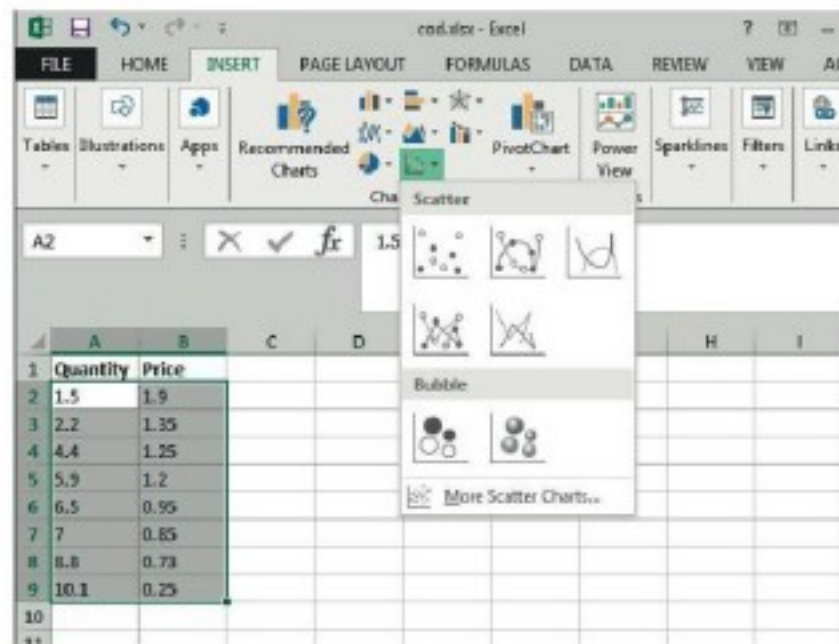 cod.xlsx - Excel ?
FILE HOME INSERT PAGE LAYOUT FORMULAS DATA REVIEW VIEW
Tables Illustrations Apps Recommended Charts PivotChart Power View Sparklines Filters
Scatter
A2 fx 1.5
A B C D H I
1 Quantity Price
2 1.5 1.9
3 2.2 1.35
4 4.4 1.25
5 5.9 1.2
6 6.5 0.95
7 7 0.85
8 8.8 0.73
9 10.1 0.25
10
11
Bubble
More Scatter Charts...